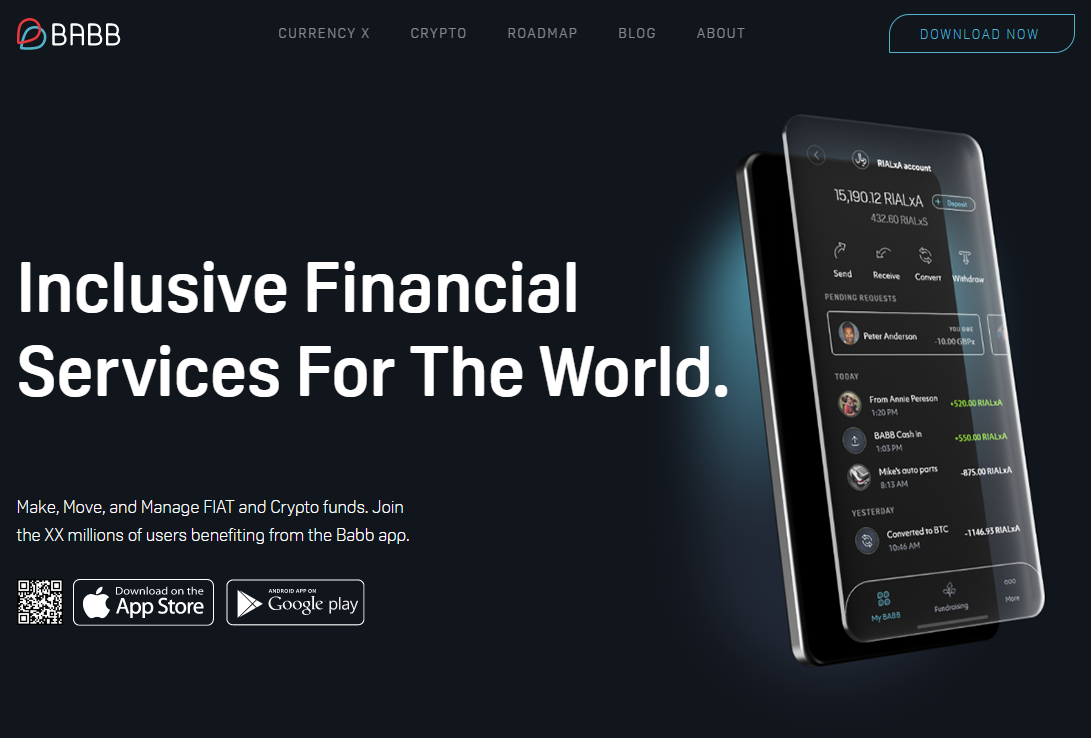 BABB
CURRENCY X
CRYPTO
ROADMAP
BLOG
ABOUT
DOWNLOAD NOW
Inclusive Financial
Services For The World.
Make, Move, and Manage FIAT and Crypto funds. Join
the XX millions of users benefiting from the Babb app.
Download on the
App Store
ANDROID APP ON
Google play
RIALxA account
15,190.12 RIALxA
+ Deposit
432.60 RIALxS
Send
Receive
Convert
Withdraw
PENDING REQUESTS
Peter Anderson
YOU OWE
-10.00 GBPx
TODAY
From Annie Pereson
+520.00 RIALxA
1:20 PM
BABB Cash in
+550.00 RIALxA
1:03 PM
Mike's auto parts
-875.00 RIALxA
8:13 AM
YESTERDAY
Converted to BTC
-1146.93 RIALxA
10:46 AM
My BABB
Fundraising
More